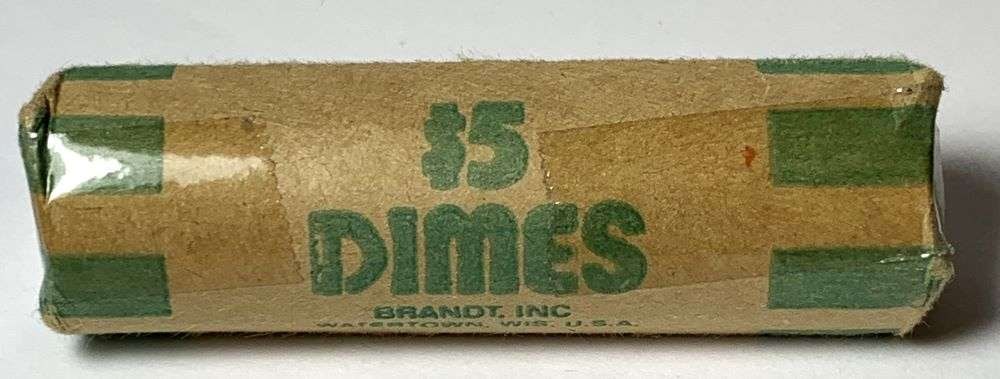 $5
DIMES
BRANDT, INC
WATERTOWN, WIS. U.S.A.